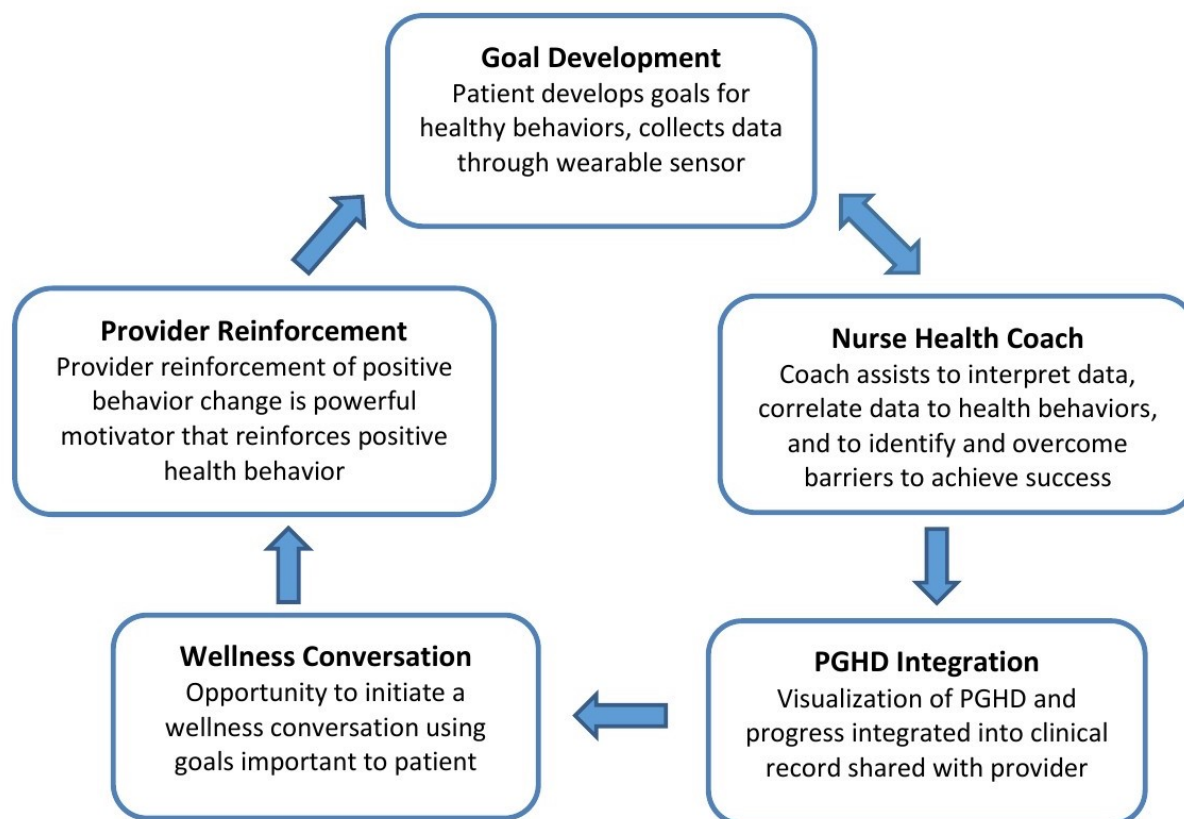 Goal Development
Patient develops goals for
healthy behaviors, collects data
through wearable sensor
Nurse Health Coach
Coach assists to interpret data,
correlate data to health behaviors,
and to identify and overcome
barriers to achieve success
PGHD Integration
Visualization of PGHD and
progress integrated into clinical
record shared with provider
Wellness Conversation
Opportunity to initiate a
wellness conversation using
goals important to patient
Provider Reinforcement
Provider reinforcement of positive
behavior change is powerful
motivator that reinforces positive
health behavior